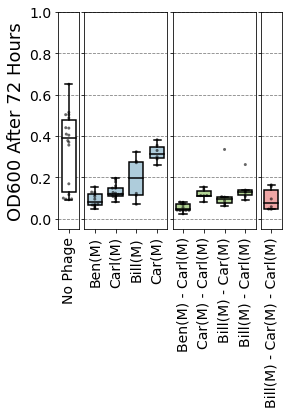 OD600 After 72 Hours
1.0
0.8
0.6
0.4
0.2
0.0
No Phage
Ben(M)
Carl(M)
Bill(M)
Car(M)
Ben(M) - Carl(M)
Car(M) - Carl(M)
Bill(M) - Car(M)
Bill(M) - Carl(M)
Bill(M) - Car(M) - Carl(M)